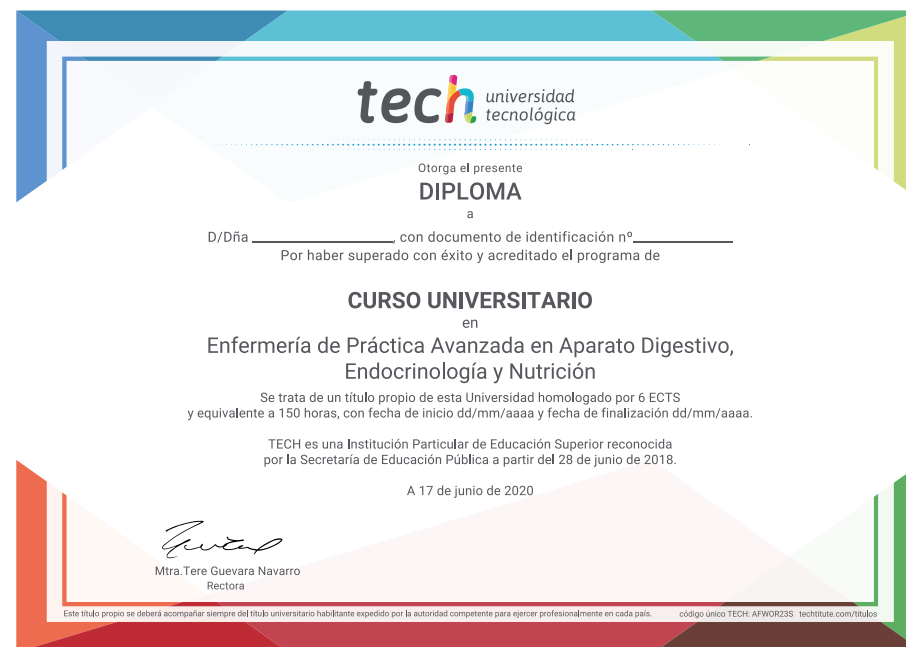 tech universidad
tecnológica
Otorga el presente
DIPLOMA
a
D/Dña ____________________, con documento de identificación nº______________
Por haber superado con éxito y acreditado el programa de
CURSO UNIVERSITARIO
en
Enfermería de Práctica Avanzada en Aparato Digestivo,
Endocrinología y Nutrición
Se trata de un título propio de esta Universidad homologado por 6 ECTS
y equivalente a 150 horas, con fecha de inicio dd/mm/aaaa y fecha de finalización dd/mm/aaaa.
TECH es una Institución Particular de Educación Superior reconocida
por la Secretaría de Educación Pública a partir del 28 de junio de 2018.
A 17 de junio de 2020
Mtra.Tere Guevara Navarro
Rectora
Este título propio se deberá acompañar siempre del título universitario habilitante expedido por la autoridad competente para ejercer profesionalmente en cada país. código único TECH: AFWOR23S techtitute.com/titulos